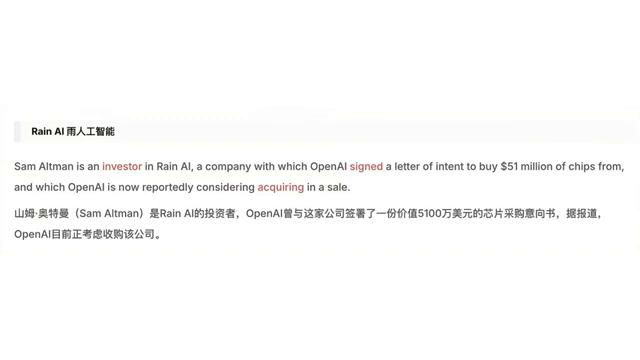 Rain AI 雨人工智能
Sam Altman is an investor in Rain AI, a company with which OpenAI signed a letter of intent to buy $51 million of chips from,
and which OpenAI is now reportedly considering acquiring in a sale.
山姆·奥特曼（Sam Altman）是Rain AI的投资者，OpenAI曾与这家公司签署了一份价值5100万美元的芯片采购意向书，据报道，
OpenAI目前正考虑收购该公司。